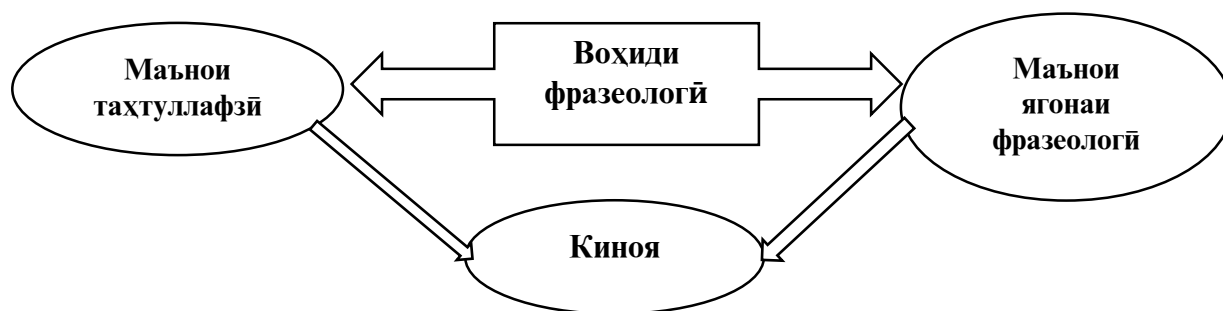 Маънои
таҳтуллафзӣ
Воҳиди
фразеологӣ
Маънои
ягонаи
фразеологӣ
Киноя